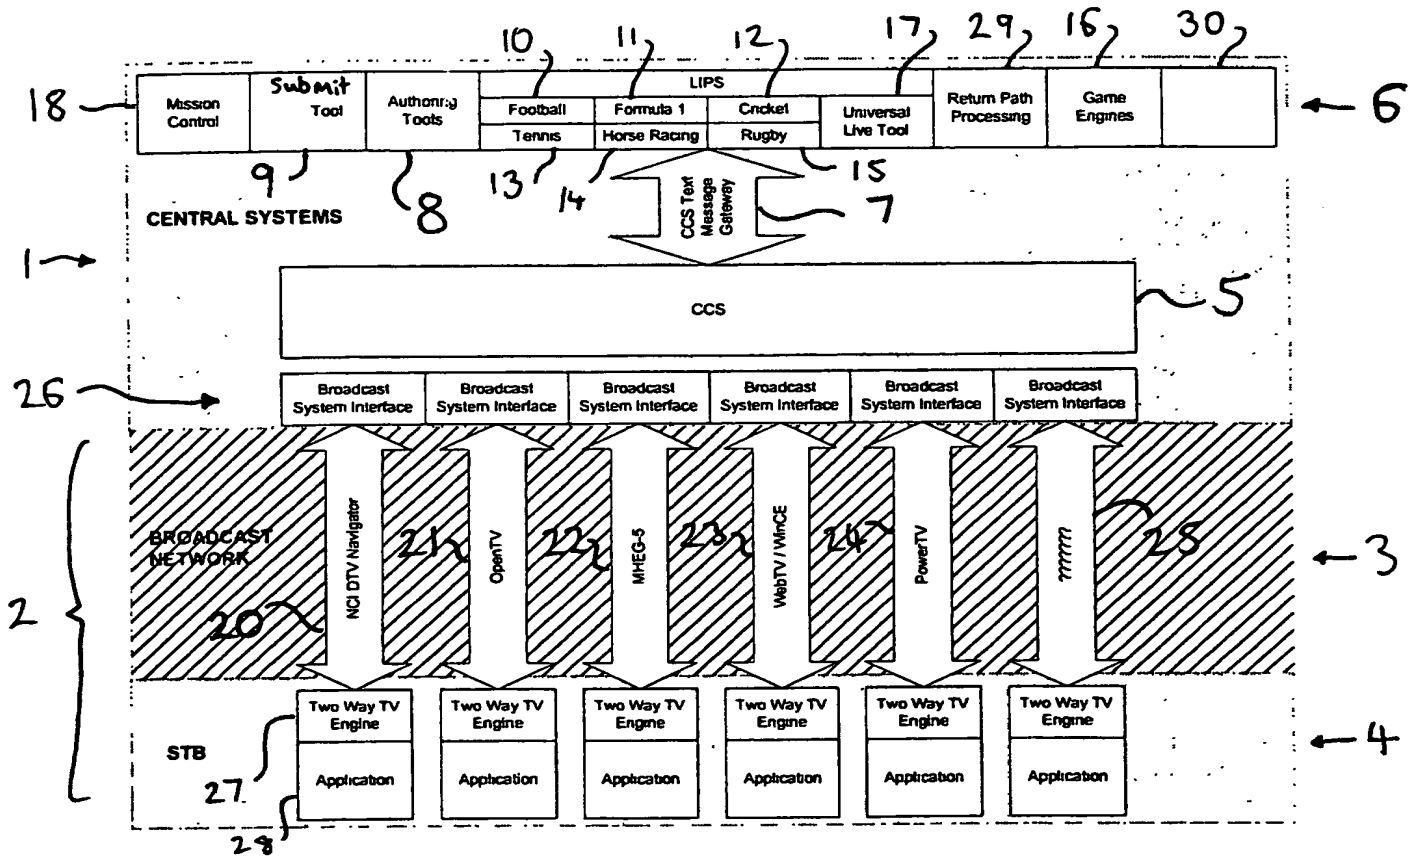 10 11 12 17 29 16 30
18 Mission Control
Submit Tool
Authoring Tools
LIPS
Football Formula 1 Cricket
Tennis Horse Racing Rugby
Universal Live Tool
Return Path Processing
Game Engines
6
9 8 13 14 15
CENTRAL SYSTEMS
CCS Text Message Gateway
7
1
CCS
5
26
Broadcast System Interface
Broadcast System Interface
Broadcast System Interface
Broadcast System Interface
Broadcast System Interface
Broadcast System Interface
2
BROADCAST NETWORK
20
NCI DTV / Navigator
21
OpenTV
22
MHEG-5
23
WebTV / WinCE
24
PowerTV
???????
25
3
STB
Two Way TV Engine
Two Way TV Engine
Two Way TV Engine
Two Way TV Engine
Two Way TV Engine
Two Way TV Engine
27
4
Application Application Application Application Application Application
28